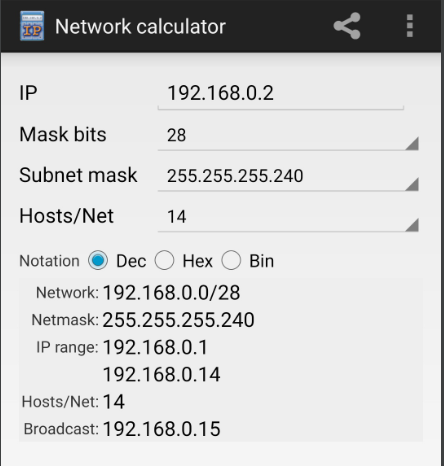 IP Network calculator
IP 192.168.0.2
Mask bits 28
Subnet mask 255.255.255.240
Hosts/Net 14
Notation Dec Hex Bin
Network: 192.168.0.0/28
Netmask: 255.255.255.240
IP range: 192.168.0.1
192.168.0.14
Hosts/Net: 14
Broadcast: 192.168.0.15